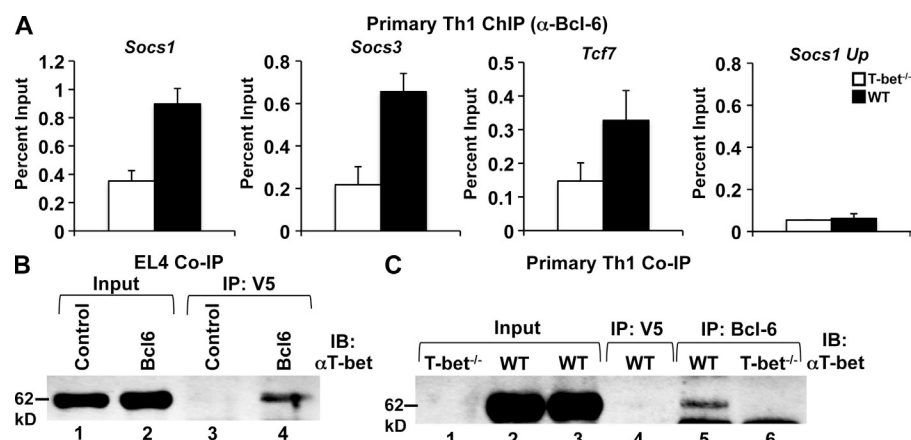 A
Primary Th1 ChIP (α-Bcl-6)
Socs1
Percent Input
1.2
1
0.8
0.6
0.4
0.2
0
Socs3
Percent Input
0.8
0.6
0.4
0.2
0
Tcf7
Percent Input
0.5
0.4
0.3
0.2
0.1
0
Socs1 Up
Percent Input
0.8
0.6
0.4
0.2
0
T-bet-/-
WT
B
EL4 Co-IP
Input
IP: V5
Control
Bcl6
Control
Bcl6
IB:
αT-bet
62
kD
1 2 3 4
C
Primary Th1 Co-IP
Input
IP: V5
IP: Bcl-6
IB:
αT-bet
T-bet-/- WT WT WT WT T-bet-/-
62
kD
1 2 3 4 5 6